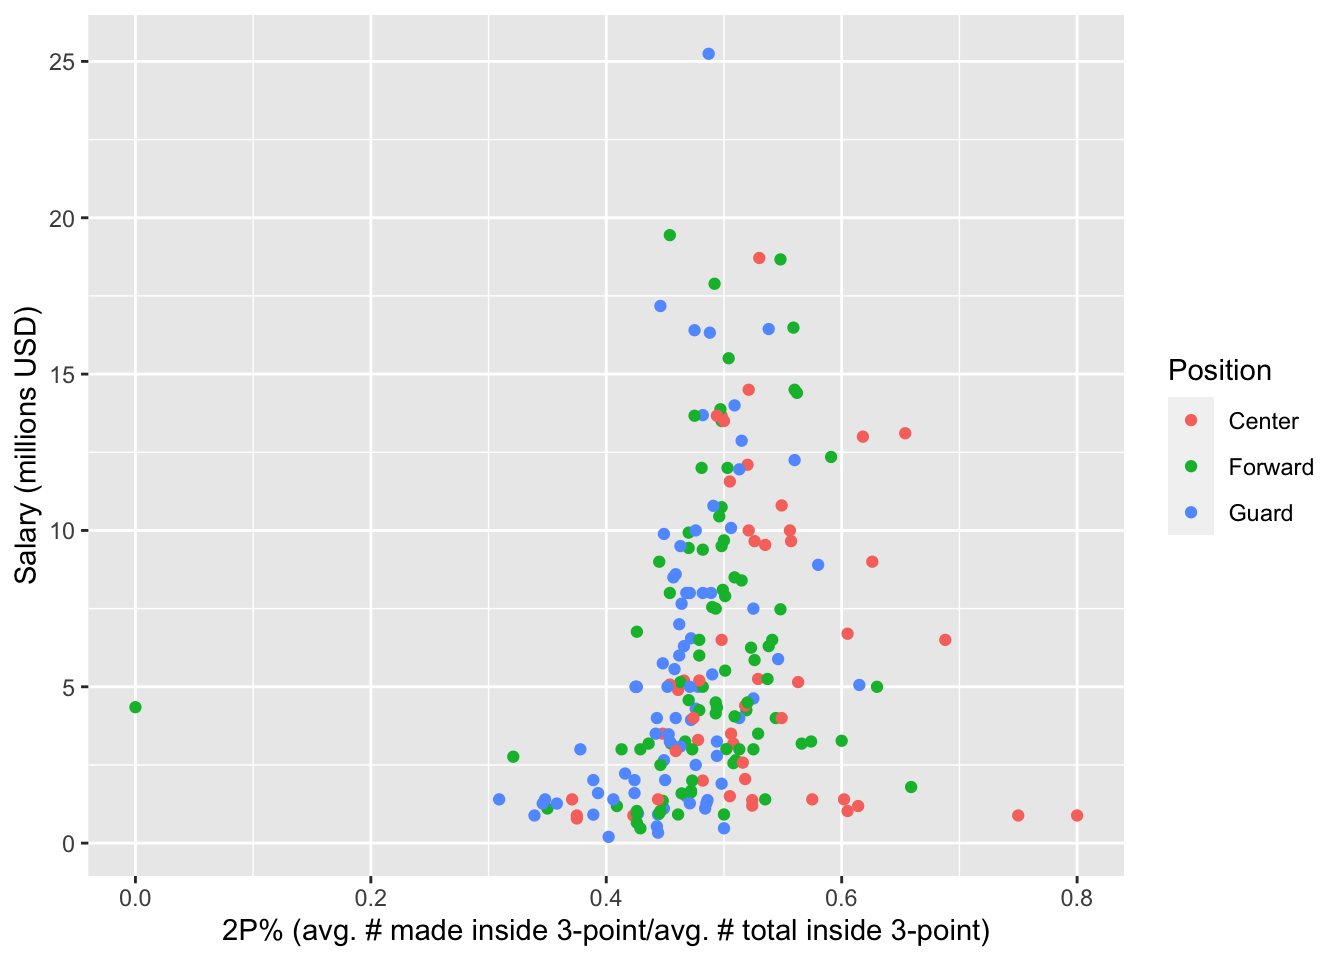 25
20
15
10
5
0
Salary (millions USD)
0.0 0.2 0.4 0.6 0.8
2P% (avg. # made inside 3-point/avg. # total inside 3-point)
Position
Center
Forward
Guard